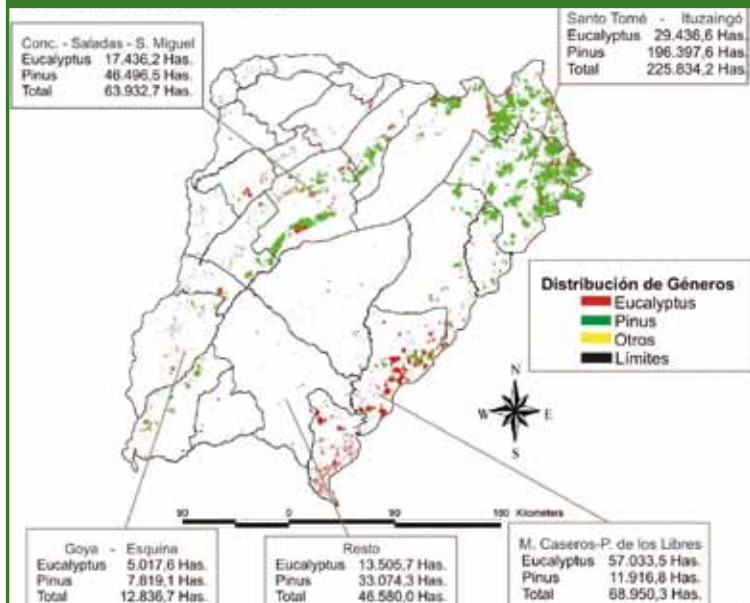 Conc. - Saladas - S. Miguel
Eucalyptus 17.436,2 Has.
Pinus 46.496,5 Has.
Total 63.932,7 Has.
Santo Tomé - Ituzaingó
Eucalyptus 29.436,6 Has.
Pinus 196.397,6 Has.
Total 225.834,2 Has.
Distribución de Géneros
Eucalyptus
Pinus
Otros
Límites
N
W E
S
90 0 90 180 Kilometers
Goya - Esquina
Eucalyptus 5.017,6 Has.
Pinus 7.819,1 Has.
Total 12.836,7 Has.
Resto
Eucalyptus 13.505,7 Has.
Pinus 33.074,3 Has.
Total 46.580,0 Has.
M. Caseros-P. de los Libres
Eucalyptus 57.033,5 Has.
Pinus 11.916,8 Has.
Total 68.950,3 Has.